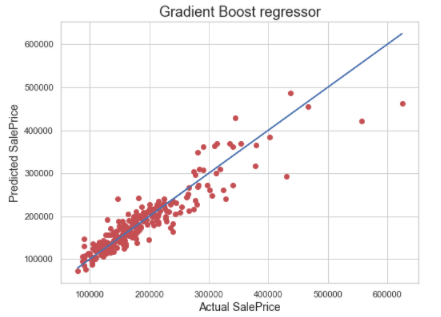 Gradient Boost regressor
Predicted SalePrice
600000
500000
400000
300000
200000
100000
100000 200000 300000 400000 500000 600000
Actual SalePrice